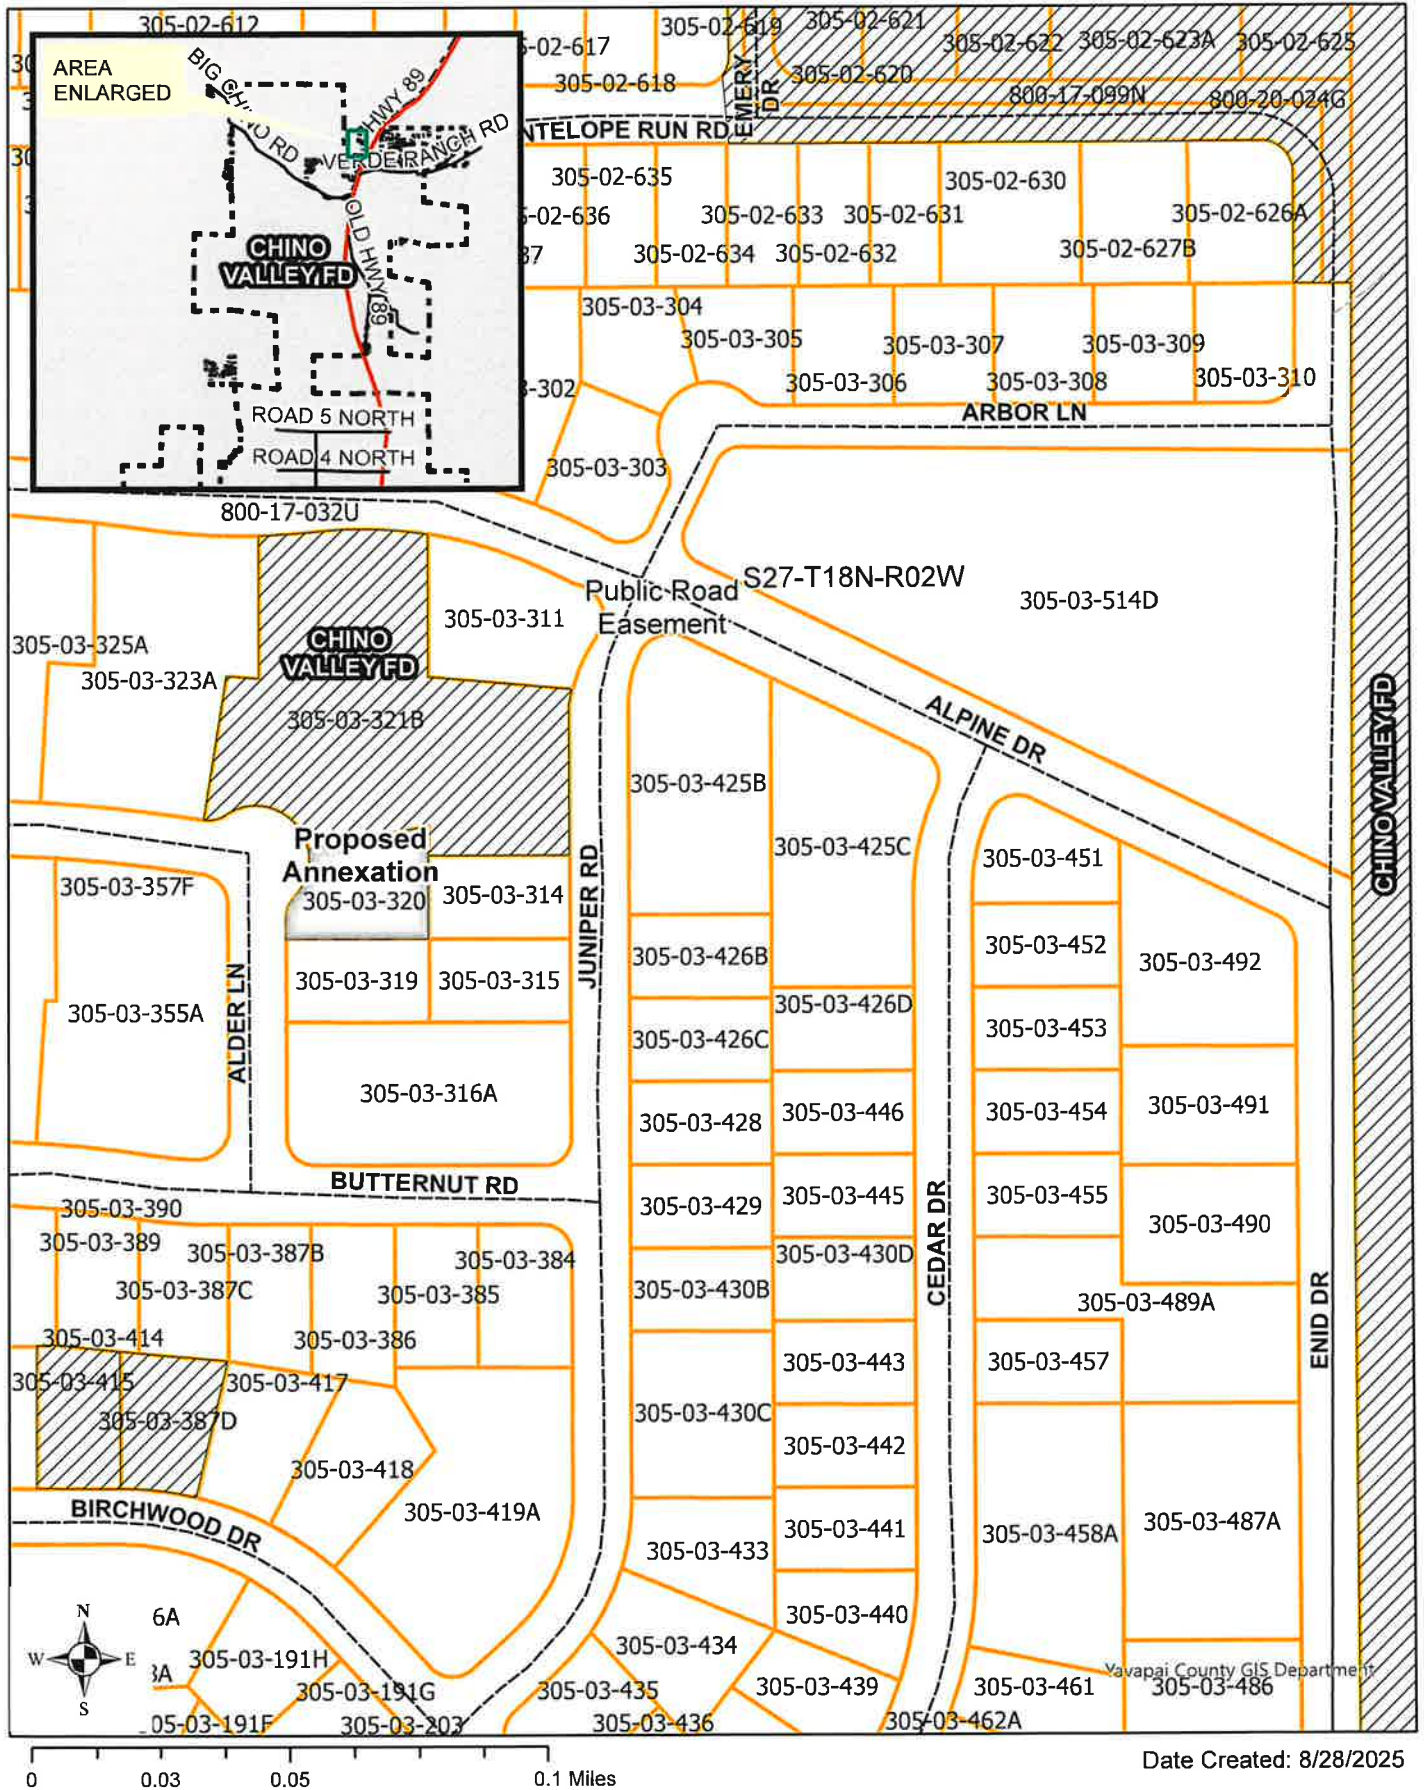 305-02-612
305-02-619
305-02-621
5-02-617
305-02-618
305-02-620
305-02-622
305-02-623A
305-02-625
800-17-099N
800-20-024G
EMERY DR
NTELOPE RUN RD
AREA
ENLARGED
BIG CHINO RD
HWY 89
VERDE RANCH RD
OLD HWY 89
CHINO
VALLEY FD
ROAD 5 NORTH
ROAD 4 NORTH
305-02-635
5-02-636
37
305-02-634
305-02-633
305-02-632
305-02-631
305-02-630
305-02-627B
305-02-626A
305-03-304
305-03-305
305-03-306
305-03-307
305-03-308
305-03-309
305-03-310
3-302
305-03-303
ARBOR LN
800-17-032U
Public Road
Easement
S27-T18N-R02W
305-03-514D
305-03-311
305-03-325A
305-03-323A
CHINO
VALLEY FD
305-03-321B
ALPINE DR
CHINO VALLEY FD
305-03-425B
305-03-425C
305-03-451
Proposed
Annexation
305-03-320
305-03-314
305-03-357F
JUNIPER RD
305-03-426B
305-03-452
305-03-492
305-03-319
305-03-315
305-03-355A
ALDER LN
305-03-426D
305-03-426C
305-03-453
305-03-316A
305-03-428
305-03-446
305-03-454
305-03-491
BUTTERNUT RD
305-03-429
305-03-445
305-03-455
305-03-490
CEDAR DR
305-03-390
305-03-389
305-03-387B
305-03-384
305-03-387C
305-03-385
305-03-430D
305-03-430B
305-03-489A
ENID DR
305-03-414
305-03-386
305-03-415
305-03-417
305-03-387D
305-03-443
305-03-457
305-03-430C
305-03-442
305-03-418
305-03-419A
BIRCHWOOD DR
305-03-441
305-03-458A
305-03-487A
305-03-433
305-03-440
N
W E
S
6A
3A
305-03-191H
305-03-191G
05-03-191F
305-03-203
305-03-434
305-03-435
305-03-436
305-03-439
305-03-461
305-03-462A
Yavapai County GIS Department
305-03-486
0 0.03 0.05 0.1 Miles
Date Created: 8/28/2025